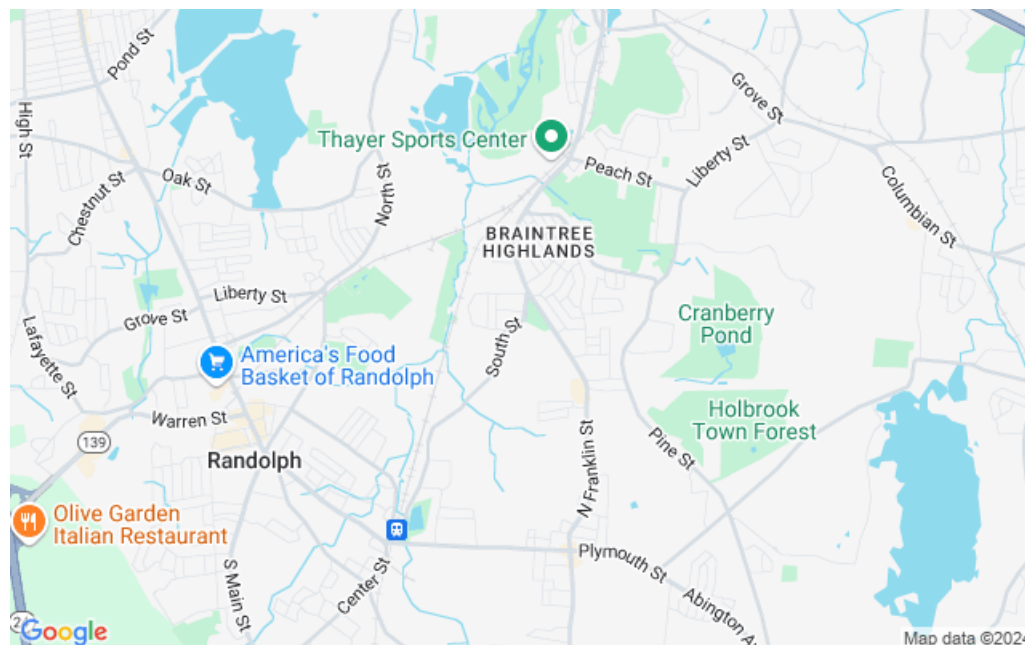 Pond St
High St
Grove St
Thayer Sports Center
Peach St
Liberty St
Columbian St
Chestnut St
Oak St
North St
BRAINTREE
HIGHLANDS
Liberty St
Grove St
Lafayette St
South St
Cranberry
Pond
America's Food
Basket of Randolph
Warren St
139
Holbrook
Town Forest
Randolph
N Franklin St
Pine St
Olive Garden
Italian Restaurant
S Main St
Center St
Plymouth St
Abington Av
24
Google
Map data ©2024